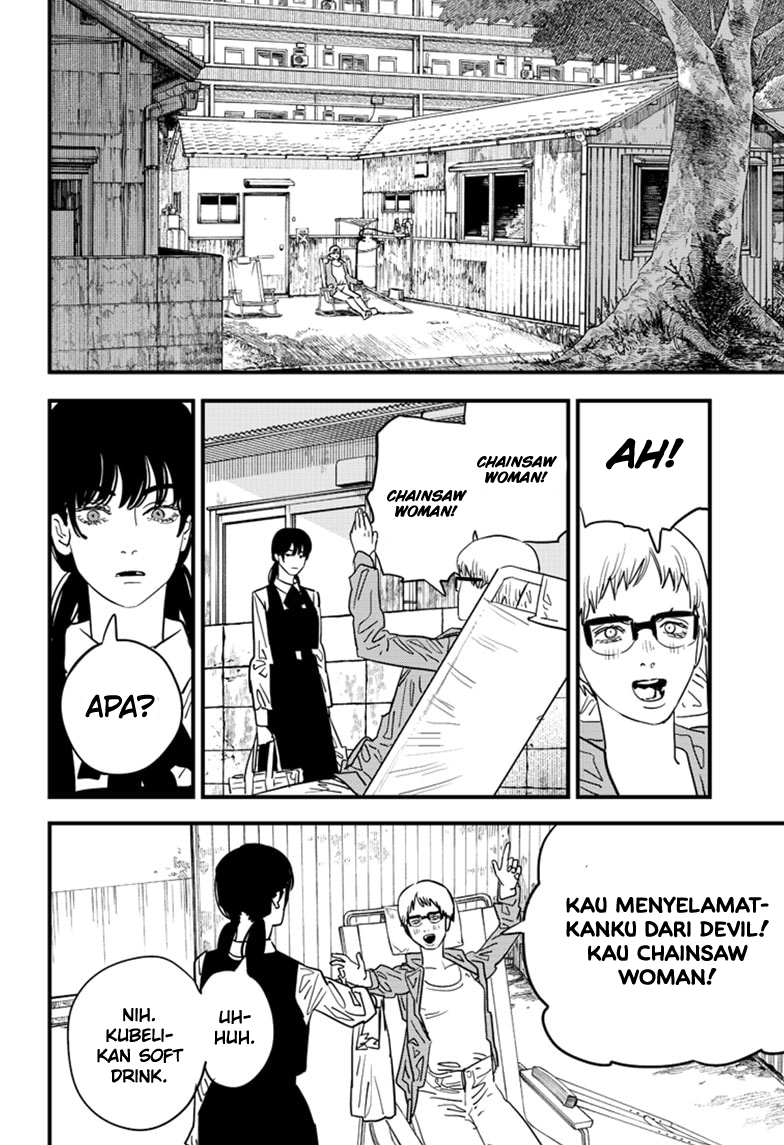 AH!
CHAINSAW
WOMAN!
CHAINSAW
WOMAN!
APA?
KAU MENYELAMAT-
KANKU DARI DEVIL!
KAU CHAINSAW
WOMAN!
UH-
HUH.
NIH.
KUBELI-
KAN SOFT
DRINK.